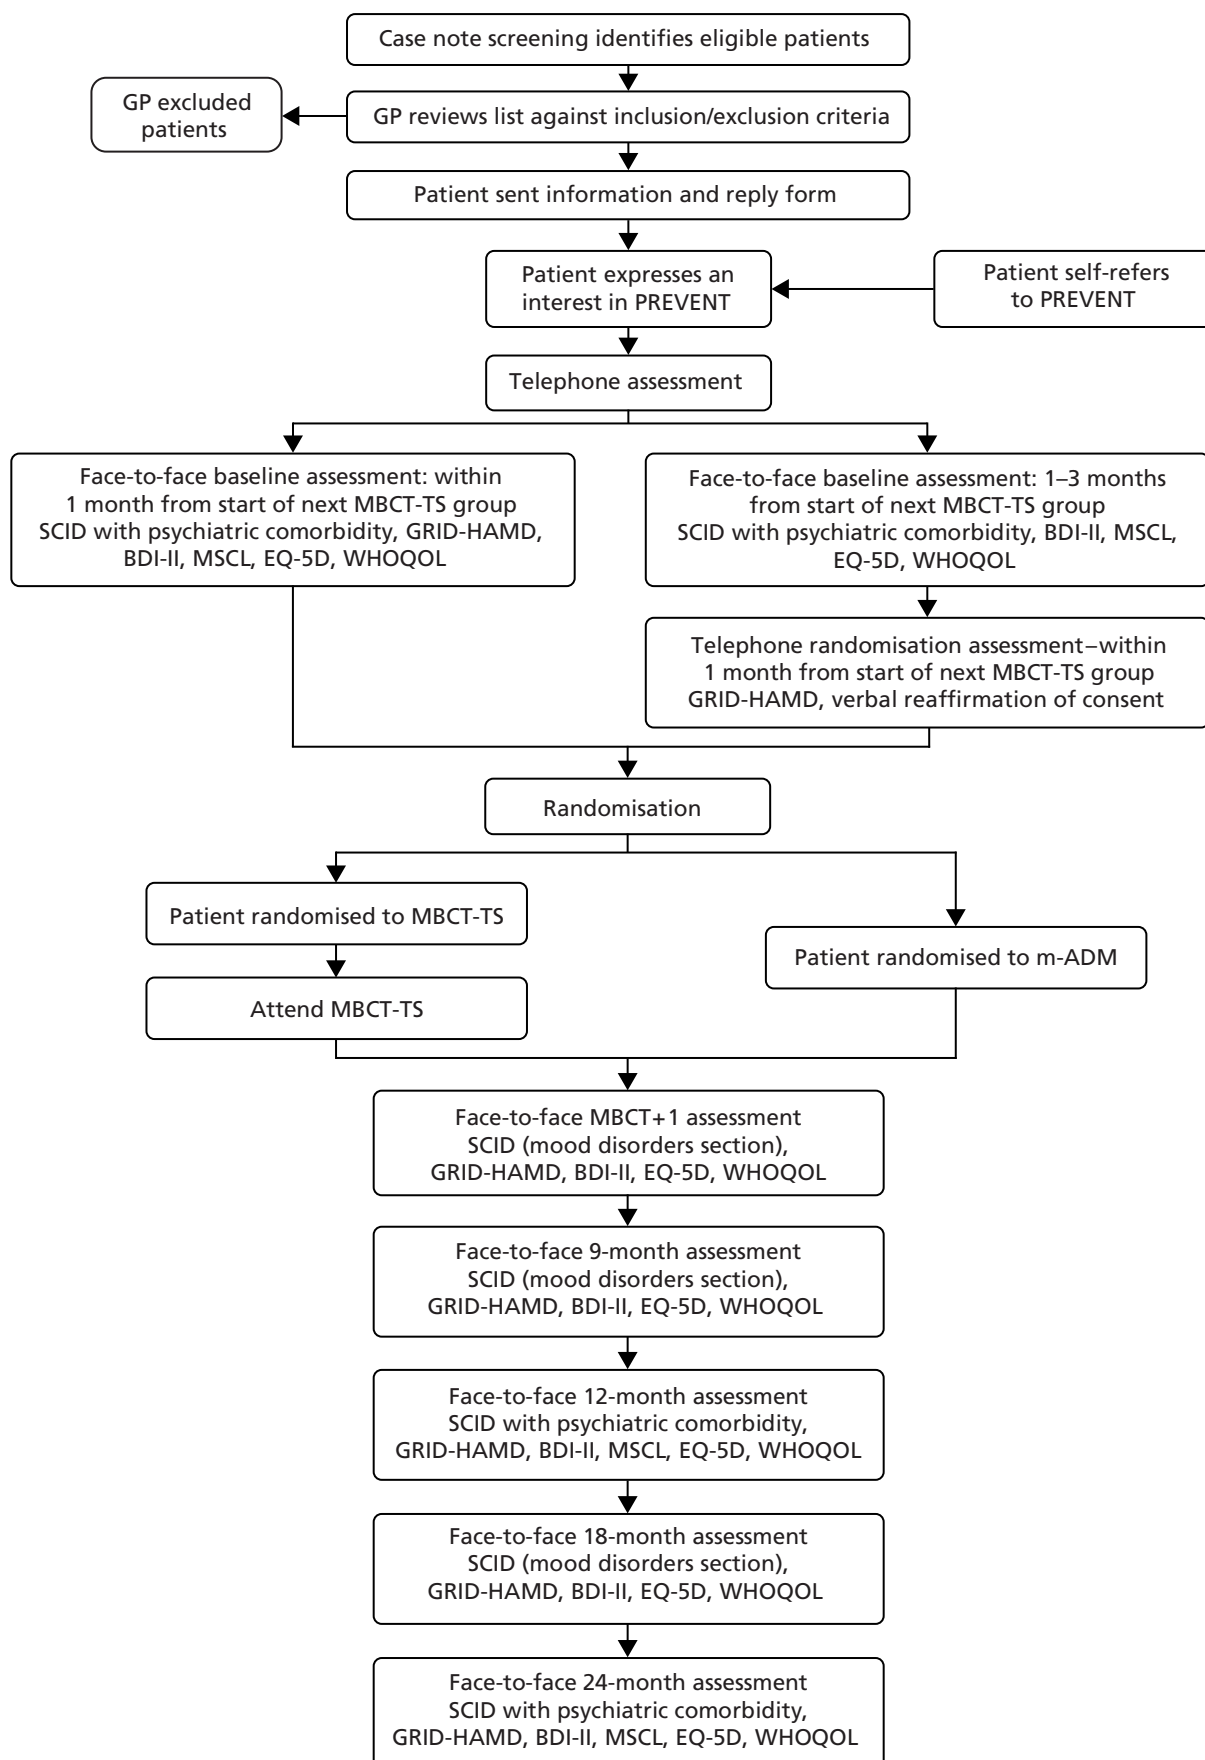 Case note screening identifies eligible patients
GP excluded
patients
GP reviews list against inclusion/exclusion criteria
Patient sent information and reply form
Patient expresses an
interest in PREVENT
Patient self-refers
to PREVENT
Telephone assessment
Face-to-face baseline assessment: within
1 month from start of next MBCT-TS group
SCID with psychiatric comorbidity, GRID-HAMD,
BDI-II, MSCL, EQ-5D, WHOQOL
Face-to-face baseline assessment: 1–3 months
from start of next MBCT-TS group
SCID with psychiatric comorbidity, BDI-II, MSCL,
EQ-5D, WHOQOL
Telephone randomisation assessment–within
1 month from start of next MBCT-TS group
GRID-HAMD, verbal reaffirmation of consent
Randomisation
Patient randomised to MBCT-TS
Patient randomised to m-ADM
Attend MBCT-TS
Face-to-face MBCT+1 assessment
SCID (mood disorders section),
GRID-HAMD, BDI-II, EQ-5D, WHOQOL
Face-to-face 9-month assessment
SCID (mood disorders section),
GRID-HAMD, BDI-II, EQ-5D, WHOQOL
Face-to-face 12-month assessment
SCID with psychiatric comorbidity,
GRID-HAMD, BDI-II, MSCL, EQ-5D, WHOQOL
Face-to-face 18-month assessment
SCID (mood disorders section),
GRID-HAMD, BDI-II, EQ-5D, WHOQOL
Face-to-face 24-month assessment
SCID with psychiatric comorbidity,
GRID-HAMD, BDI-II, MSCL, EQ-5D, WHOQOL